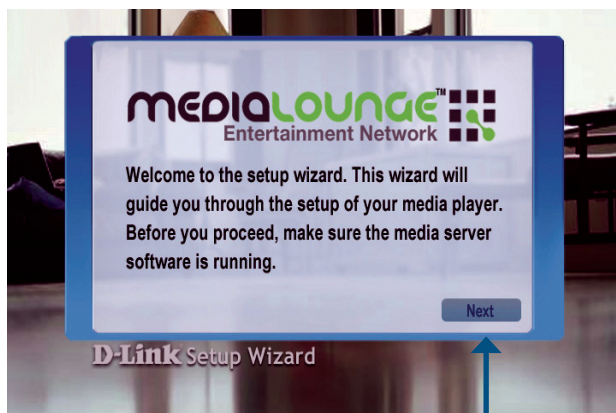 MEDIALOUNGE™
Entertainment Network
Welcome to the setup wizard. This wizard will
guide you through the setup of your media player.
Before you proceed, make sure the media server
software is running.
Next
D-Link Setup Wizard